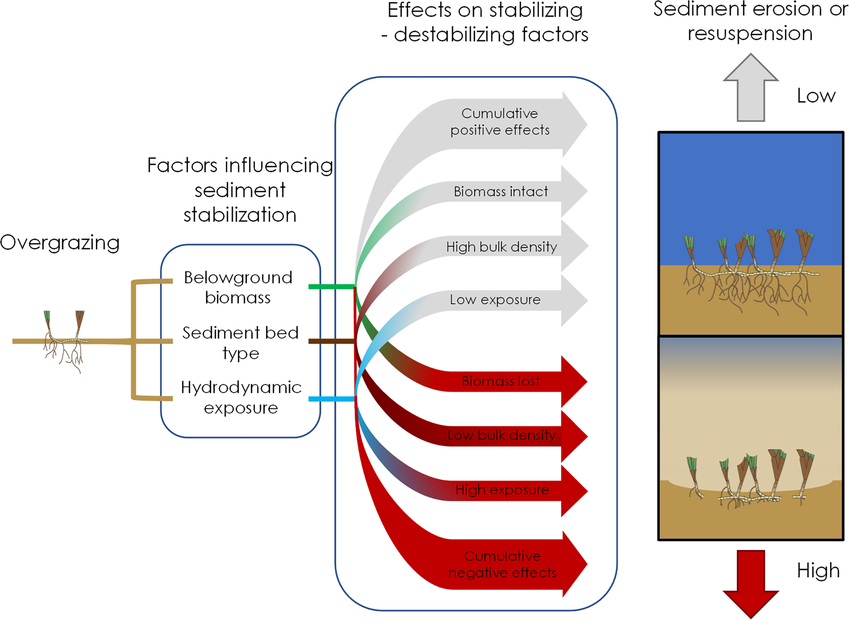 Effects on stabilizing
- destabilizing factors
Sediment erosion or
resuspension
Low
Factors influencing
sediment
stabilization
Overgrazing
Belowground
biomass
Sediment bed
type
Hydrodynamic
exposure
Cumulative
positive effects
Biomass intact
High bulk density
Low exposure
Biomass lost
Low bulk density
High exposure
Cumulative
negative effects
High